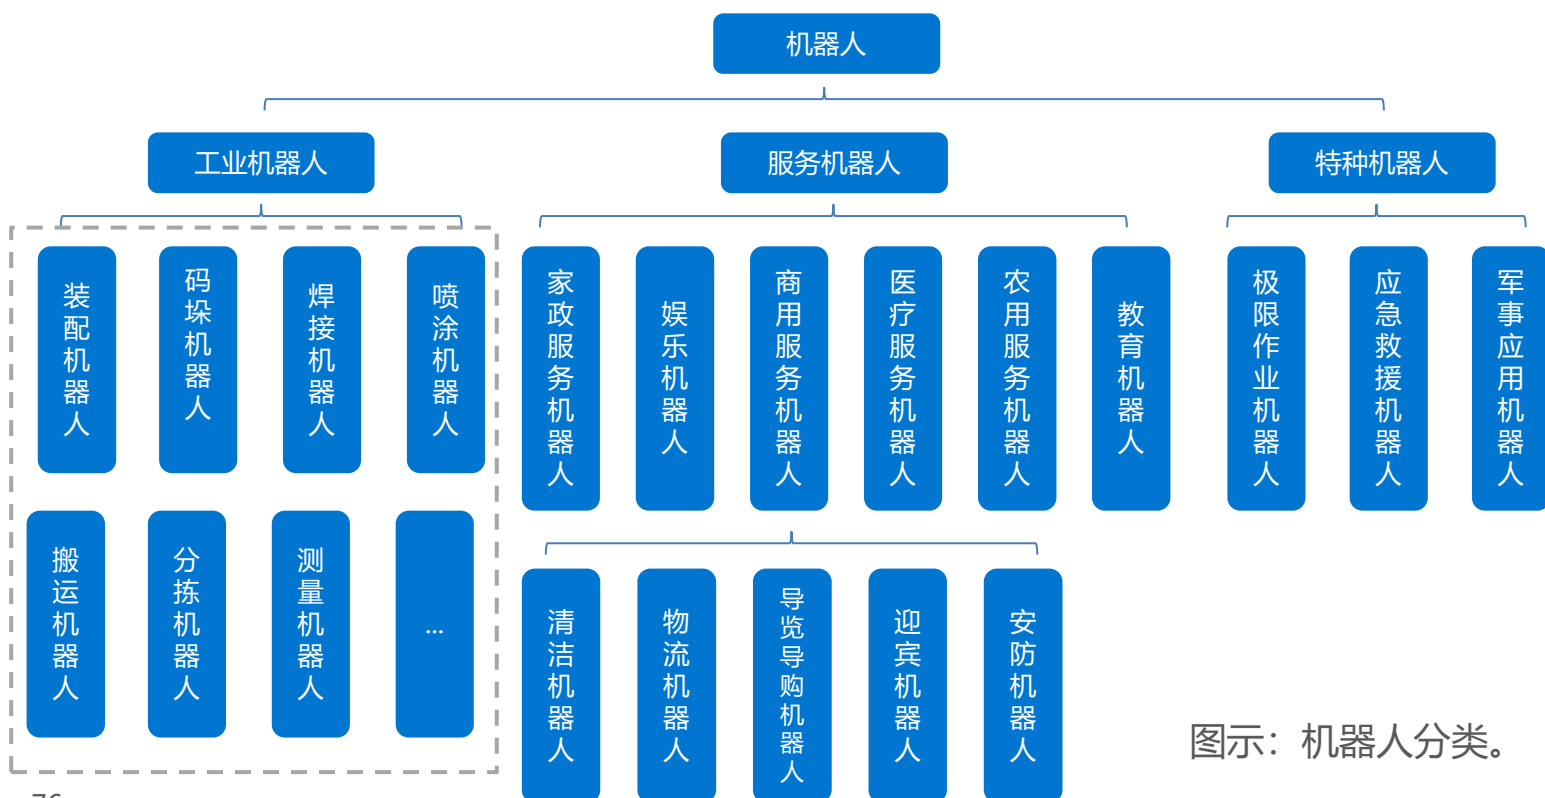 机器人
工业机器人
服务机器人
特种机器人
装配机器人
码垛机器人
焊接机器人
喷涂机器人
家政服务机器人
娱乐机器人
商用服务机器人
医疗服务机器人
农用服务机器人
教育机器人
极限作业机器人
应急救援机器人
军事应用机器人
搬运机器人
分拣机器人
测量机器人
...
清洁机器人
物流机器人
导览导购机器人
迎宾机器人
安防机器人
图示：机器人分类。